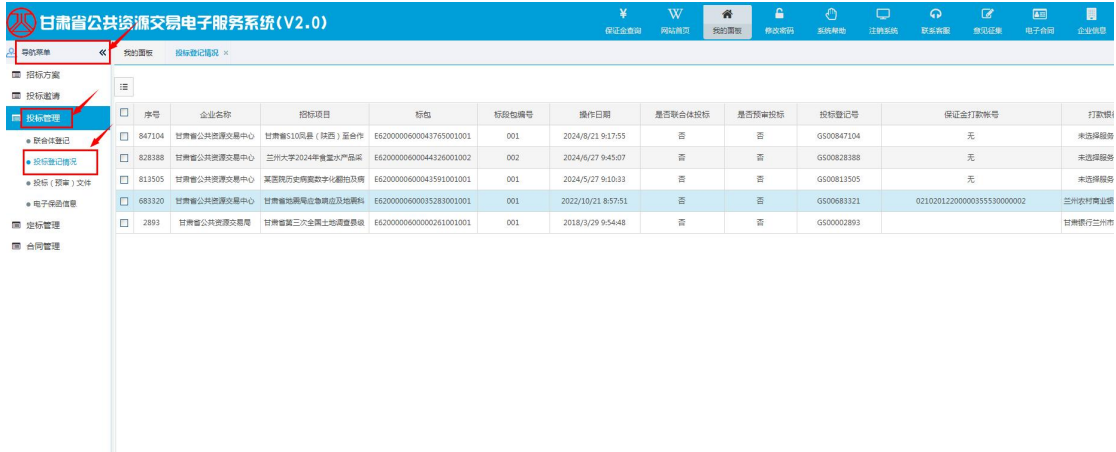 甘肃省公共资源交易电子服务系统(V2.0)
保证金查询 网站首页 我的面板 修改密码 系统帮助 注销系统 联系客服 意见征集 电子合同 企业信息
导航菜单 «
我的面板 投标登记情况 ×
招标方案
投标邀请
投标管理
联合体登记
投标登记情况
投标（预审）文件
电子保函信息
定标管理
合同管理
序号 企业名称 招标项目 标包 标段包编号 操作日期 是否联合体投标 是否预审投标 投标登记号 保证金打款帐号 打款银
847104 甘肃省公共资源交易中心 甘肃省S10凤县（陕西）至合作 E6200000600043765001001 001 2024/8/21 9:17:55 否 否 GS00847104 无 未选择服务
828388 甘肃省公共资源交易中心 兰州大学2024年食堂水产品采 E6200000600044326001002 002 2024/6/27 9:45:07 否 否 GS00828388 无 未选择服务
813505 甘肃省公共资源交易中心 某医院历史病案数字化翻拍及病 E6200000600043591001001 001 2024/5/27 9:10:33 否 否 GS00813505 无 未选择服务
683320 甘肃省公共资源交易中心 甘肃省地震局应急响应及地震科 E6200000600035283001001 001 2022/10/21 8:57:51 否 否 GS00683321 02102012200000355530000002 兰州农村商业银
2893 甘肃省公共资源交易局 甘肃省第三次全国土地调查县级 E6200000600000261001001 001 2018/3/29 9:54:48 否 否 GS00002893 甘肃银行兰州市